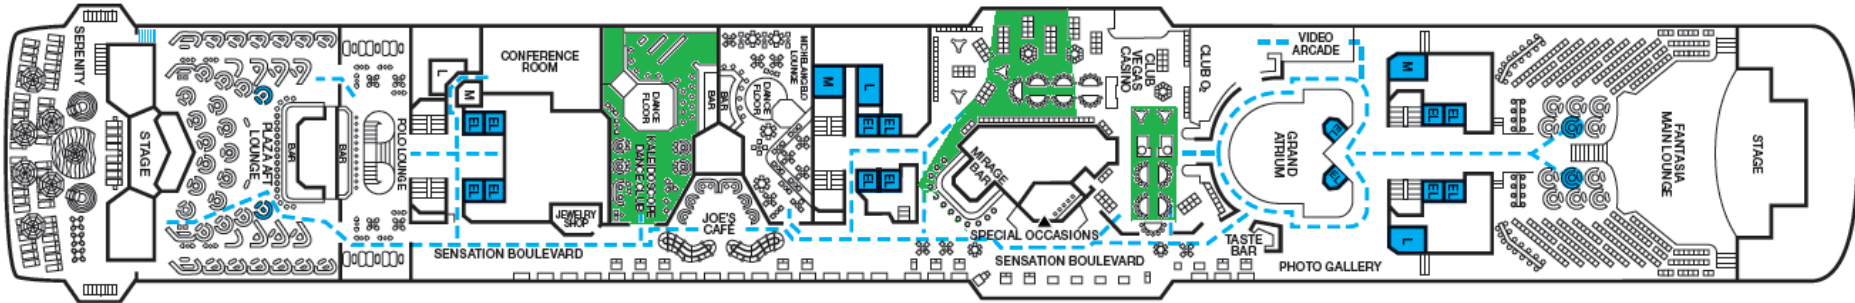 SERENITY
STAGE
PLAZA AFT
LOUNGE
BAR
BAR
POLO LOUNGE
L
M
EL
EL
EL
EL
CONFERENCE
ROOM
JEWELRY
SHOP
SENSATION BOULEVARD
DANCE
FLOOR
KALEIDOSCOPE
DANCE CLUB
BAR
DANCE
FLOOR
MICHELANGELO
LOUNGE
JOE'S
CAFÉ
M
L
EL
EL
EL
EL
MIRAGE
BAR
SPECIAL OCCASIONS
SENSATION BOULEVARD
CLUB
VEGAS
CASINO
CLUB O2
VIDEO
ARCADE
GRAND
ATRIUM
EL
EL
TASTE
BAR
PHOTO GALLERY
M
EL
EL
EL
EL
L
FANTASIA
MAIN LOUNGE
STAGE